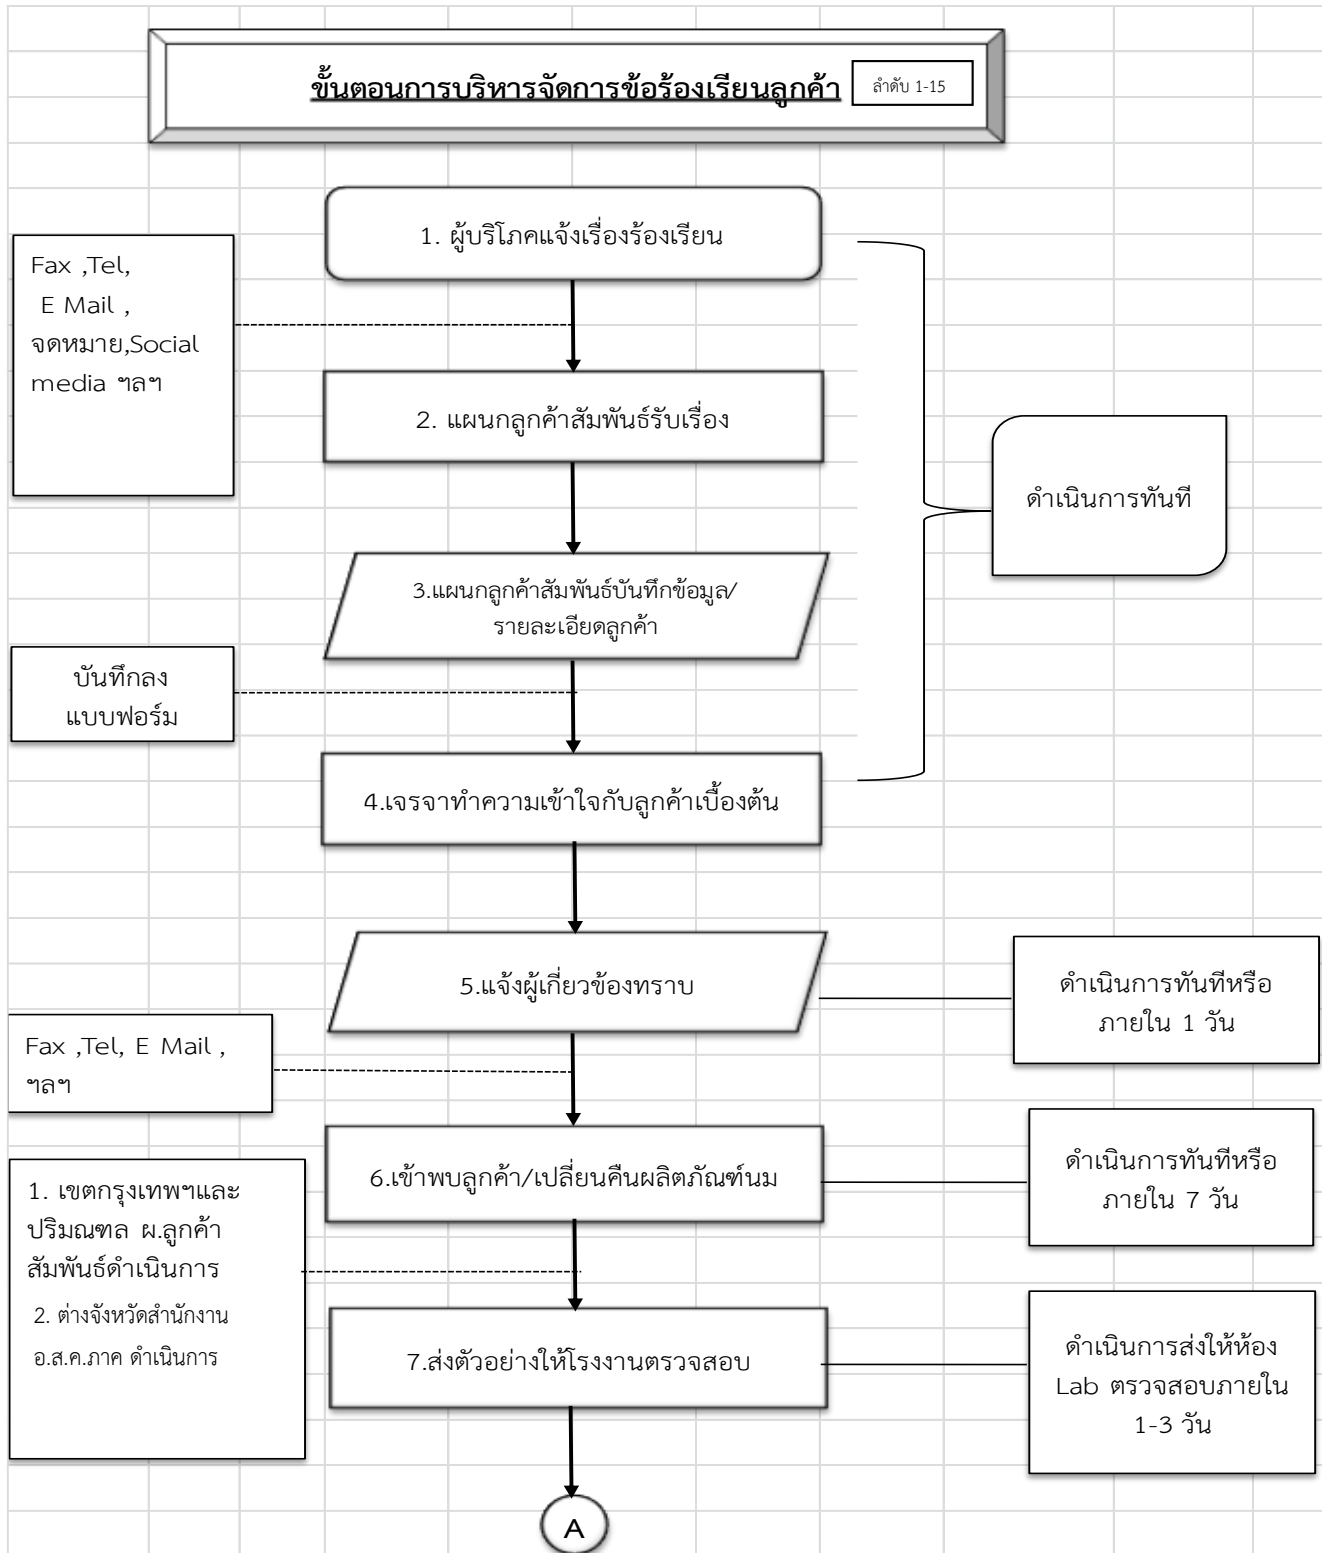 ขั้นตอนการบริหารจัดการข้อร้องเรียนลูกค้า
ลำดับ 1-15
1. ผู้บริโภคแจ้งเรื่องร้องเรียน
Fax ,Tel,
E Mail ,
จดหมาย,Social
media ฯลฯ
2. แผนกลูกค้าสัมพันธ์รับเรื่อง
ดำเนินการทันที
3.แผนกลูกค้าสัมพันธ์บันทึกข้อมูล/
รายละเอียดลูกค้า
บันทึกลง
แบบฟอร์ม
4.เจรจาทำความเข้าใจกับลูกค้าเบื้องต้น
5.แจ้งผู้เกี่ยวข้องทราบ
ดำเนินการทันทีหรือ
ภายใน 1 วัน
Fax ,Tel, E Mail ,
ฯลฯ
6.เข้าพบลูกค้า/เปลี่ยนคืนผลิตภัณฑ์นม
ดำเนินการทันทีหรือ
ภายใน 7 วัน
1. เขตกรุงเทพฯและ
ปริมณฑล ผ.ลูกค้า
สัมพันธ์ดำเนินการ
2. ต่างจังหวัดสำนักงาน
อ.ส.ค.ภาค ดำเนินการ
7.ส่งตัวอย่างให้โรงงานตรวจสอบ
ดำเนินการส่งให้ห้อง
Lab ตรวจสอบภายใน
1-3 วัน
A